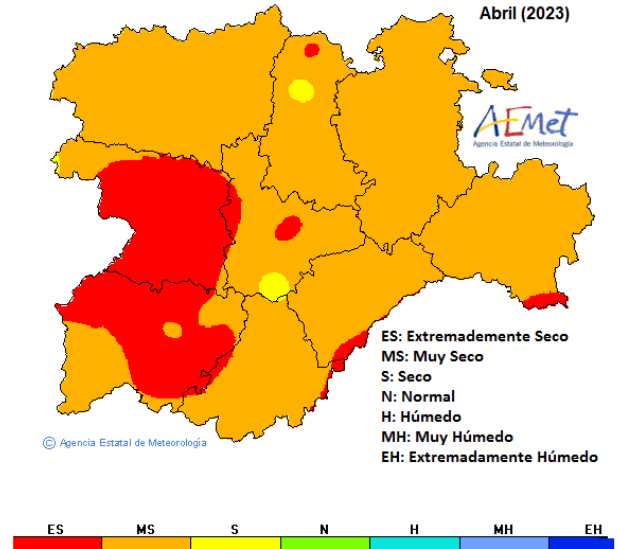 Abril (2023)
AEMet
Agencia Estatal de Meteorología
ES: Extremademente Seco
MS: Muy Seco
S: Seco
N: Normal
H: Húmedo
MH: Muy Húmedo
EH: Extremadamente Húmedo
© Agencia Estatal de Meteorología
ES MS S N H MH EH